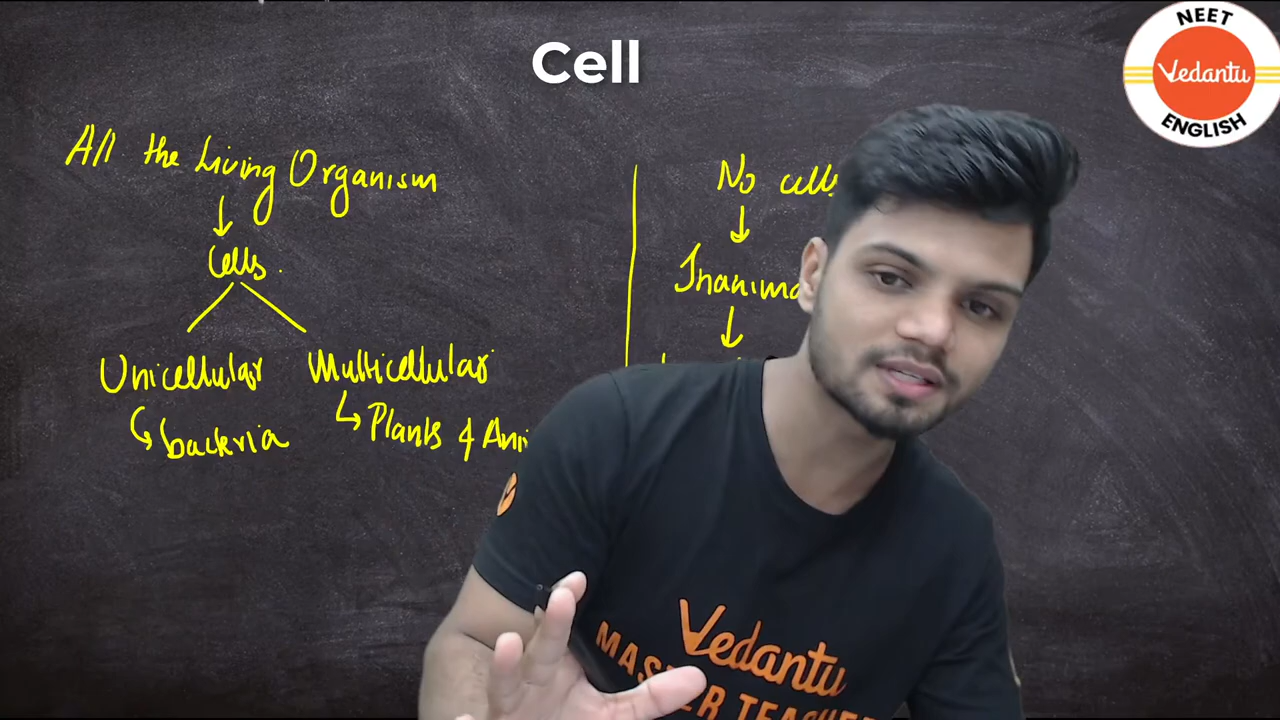 Cell
NEET
Vedantu
ENGLISH
All the Living Organism
Cells.
Unicellular
Multicellular
bacteria
Plants & Ani
No cells
Inanima
Vedantu
MASTER TEACHER